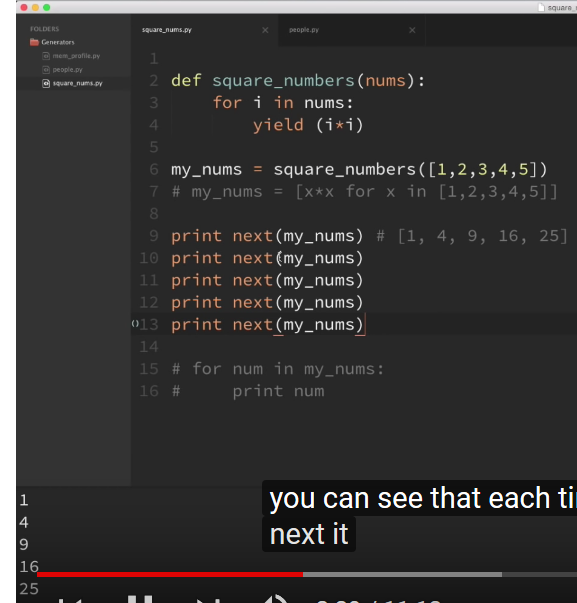 square_
FOLDERS
Generators
mem_profile.py
people.py
square_nums.py
square_nums.py ×
people.py ×
1
2 def square_numbers(nums):
3 for i in nums:
4 yield (i*i)
5
6 my_nums = square_numbers([1,2,3,4,5])
7 # my_nums = [x*x for x in [1,2,3,4,5]]
8
9 print next(my_nums) # [1, 4, 9, 16, 25]
10 print next(my_nums)
11 print next(my_nums)
12 print next(my_nums)
13 print next(my_nums)
14
15 # for num in my_nums:
16 # print num
1
4
9
16
25
you can see that each ti
next it